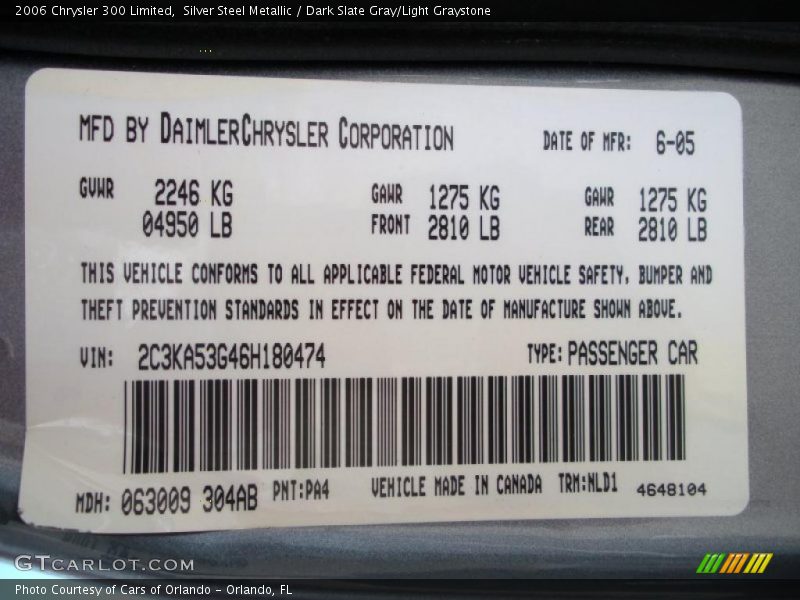 2006 Chrysler 300 Limited,  Silver Steel Metallic / Dark Slate Gray/Light Graystone
MFD BY DAIMLERCHRYSLER CORPORATION DATE OF MFR: 6-05
GVWR 2246 KG GAWR 1275 KG GAWR 1275 KG
04950 LB FRONT 2810 LB REAR 2810 LB
THIS VEHICLE CONFORMS TO ALL APPLICABLE FEDERAL MOTOR VEHICLE SAFETY, BUMPER AND
THEFT PREVENTION STANDARDS IN EFFECT ON THE DATE OF MANUFACTURE SHOWN ABOVE.
VIN: 2C3KA53G46H180474 TYPE: PASSENGER CAR
MDH: 063009 304AB PNT:PA4 VEHICLE MADE IN CANADA TRM:NLD1 4648104
GTCARLOT.COM
Photo Courtesy of Cars of Orlando - Orlando, FL